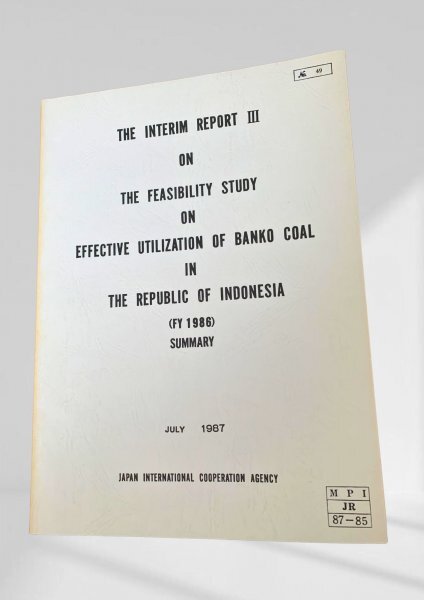 № 49
THE INTERIM REPORT III
ON
THE FEASIBILITY STUDY
ON
EFFECTIVE UTILIZATION OF BANKO COAL
IN
THE REPUBLIC OF INDONESIA
(FY 1986)
SUMMARY
JULY 1987
JAPAN INTERNATIONAL COOPERATION AGENCY
M P I
JR
87-85